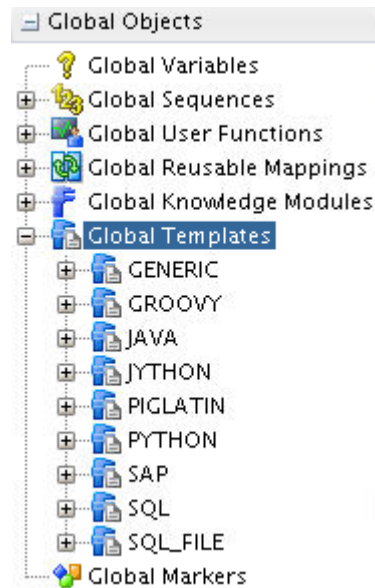 Global Objects
Global Variables
Global Sequences
Global User Functions
Global Reusable Mappings
Global Knowledge Modules
Global Templates
GENERIC
GROOVY
JAVA
JYTHON
PIGLATIN
PYTHON
SAP
SQL
SQL_FILE
Global Markers